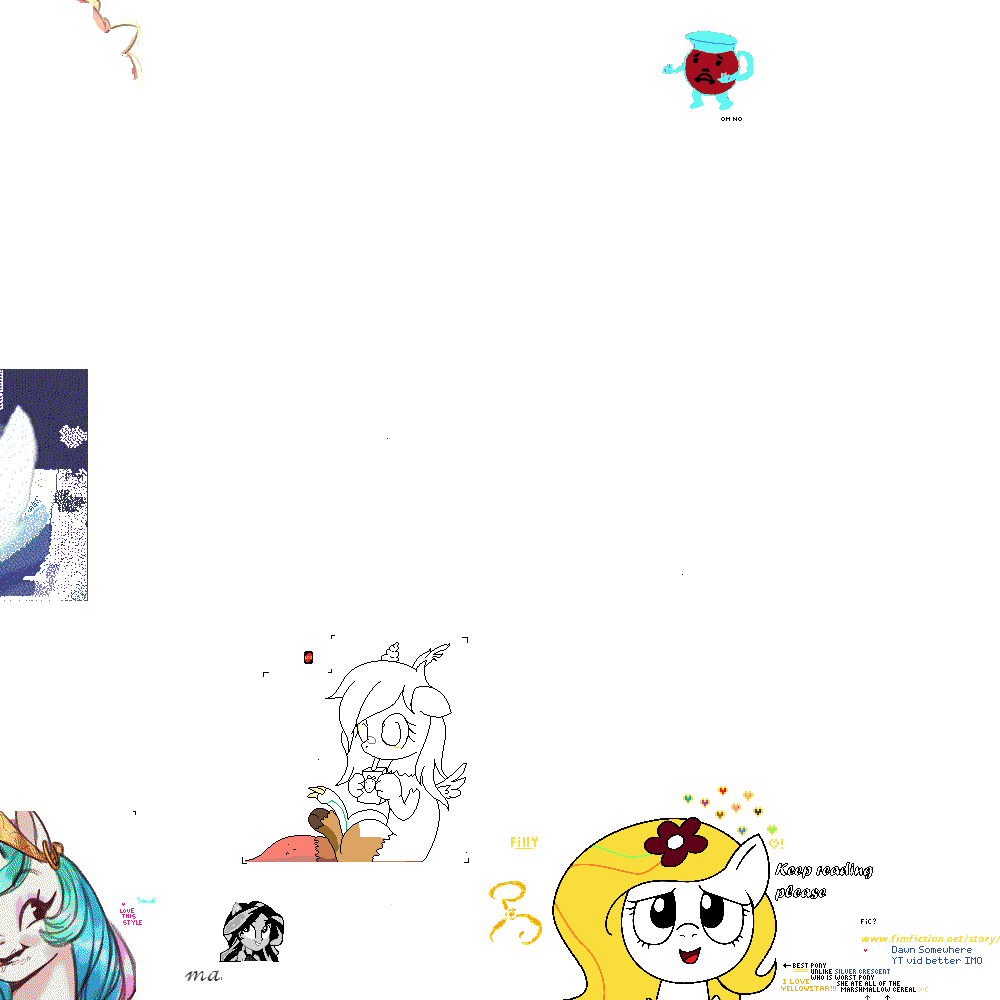 OH NO
FillY
Keep reading
please
Same
LOVE
THIS
STYLE
FiC?
www.fimfiction.net/story/
Dawn Somewhere
YT vid better IMO
BEST PONY
UNLIKE SILVER CRESCENT
WHO IS WORST PONY
I LOVE
YELLOWSTAR!!!
SHE ATE ALL OF THE
MARSHMALLOW CEREAL
ma